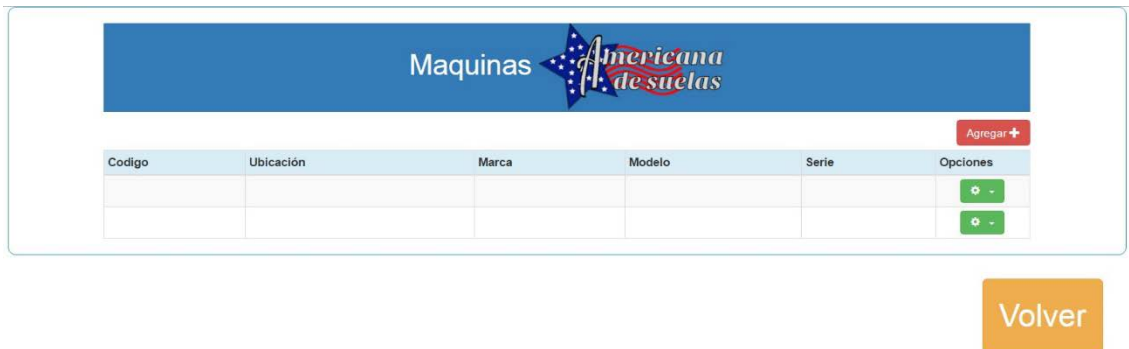 Maquinas Americana
de suelas
Agregar
Codigo Ubicación Marca Modelo Serie Opciones
Volver